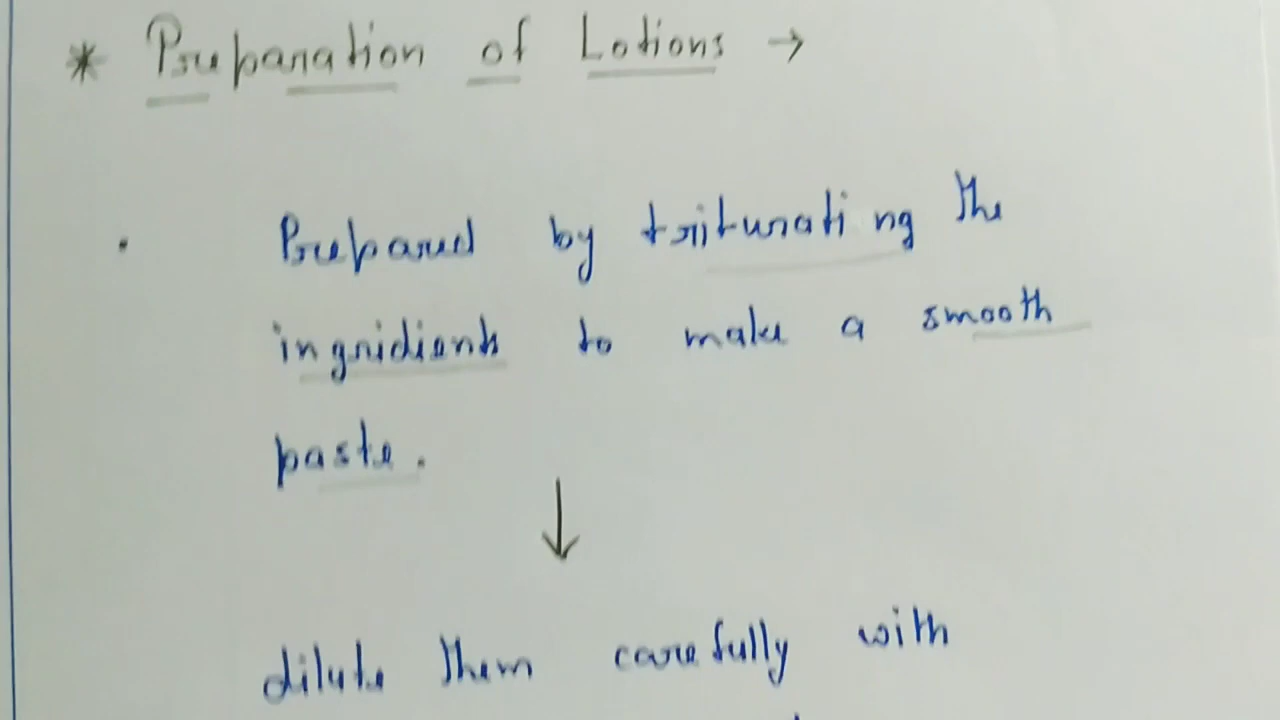 * Preparation of Lotions →
. Prepared by triturating the
ingridients to make a smooth
paste.
↓
dilute them carefully with